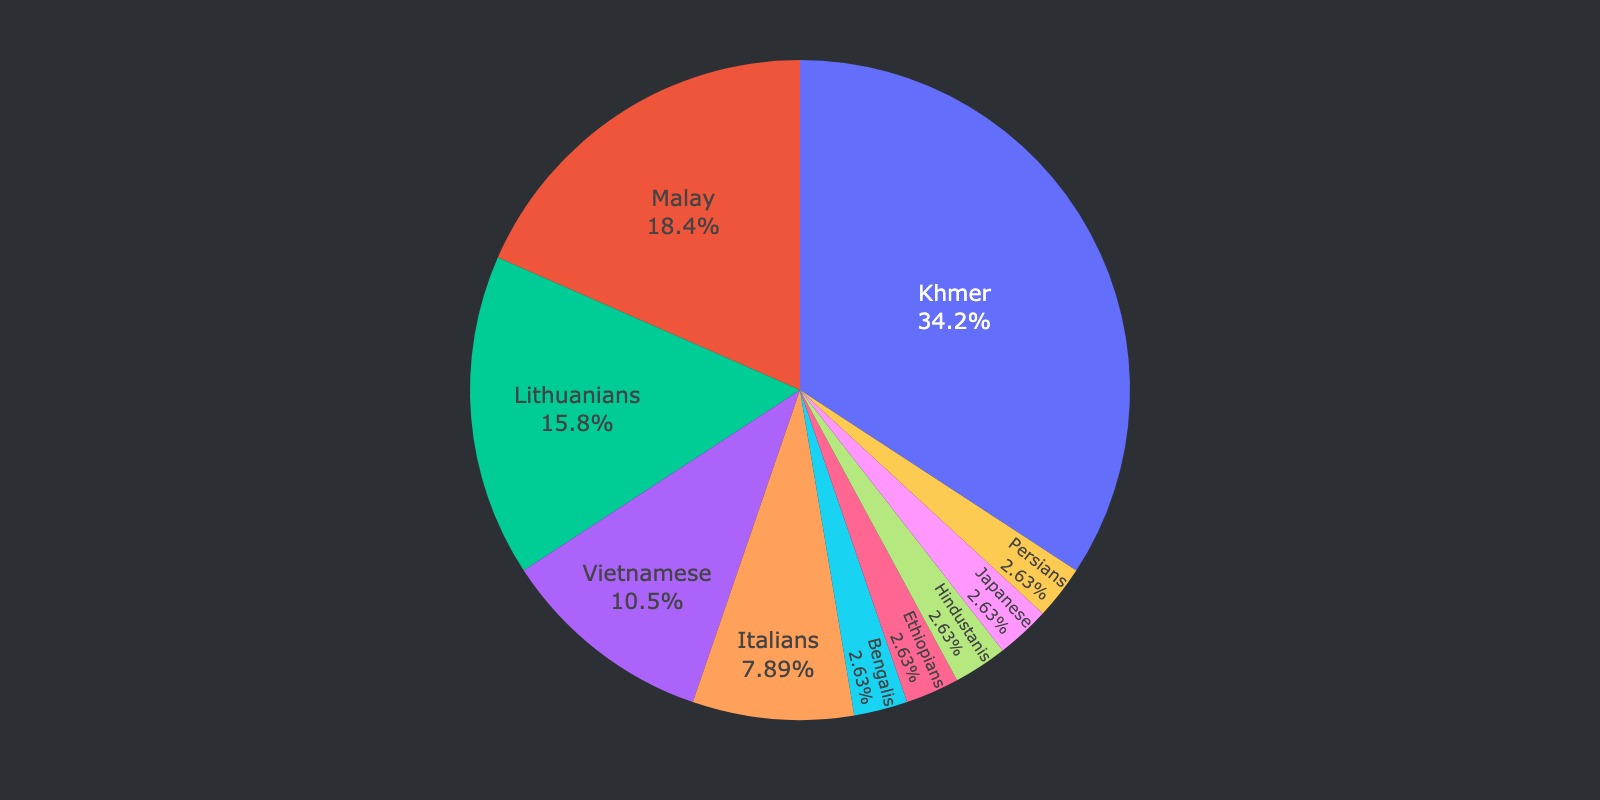 Khmer
34.2%
Malay
18.4%
Lithuanians
15.8%
Vietnamese
10.5%
Italians
7.89%
Bengalis
2.63%
Ethiopians
2.63%
Hindustanis
2.63%
Japanese
2.63%
Persians
2.63%